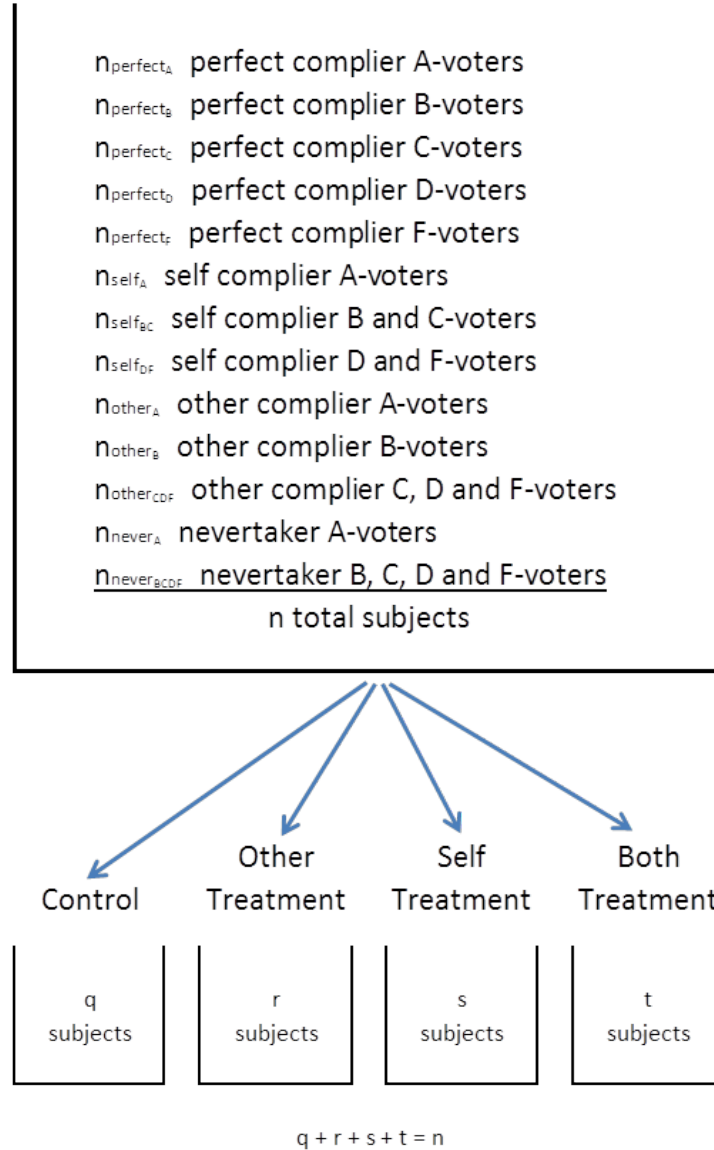 nperfectA perfect complier A-voters
nperfectB perfect complier B-voters
nperfectC perfect complier C-voters
nperfectD perfect complier D-voters
nperfectF perfect complier F-voters
nselfA self complier A-voters
nselfBC self complier B and C-voters
nselfDF self complier D and F-voters
notherA other complier A-voters
notherB other complier B-voters
notherCDF other complier C, D and F-voters
nneverA nevertaker A-voters
nneverBCDF nevertaker B, C, D and F-voters
n total subjects
Control
Other
Treatment
Self
Treatment
Both
Treatment
q
subjects
r
subjects
s
subjects
t
subjects
q + r + s + t = n